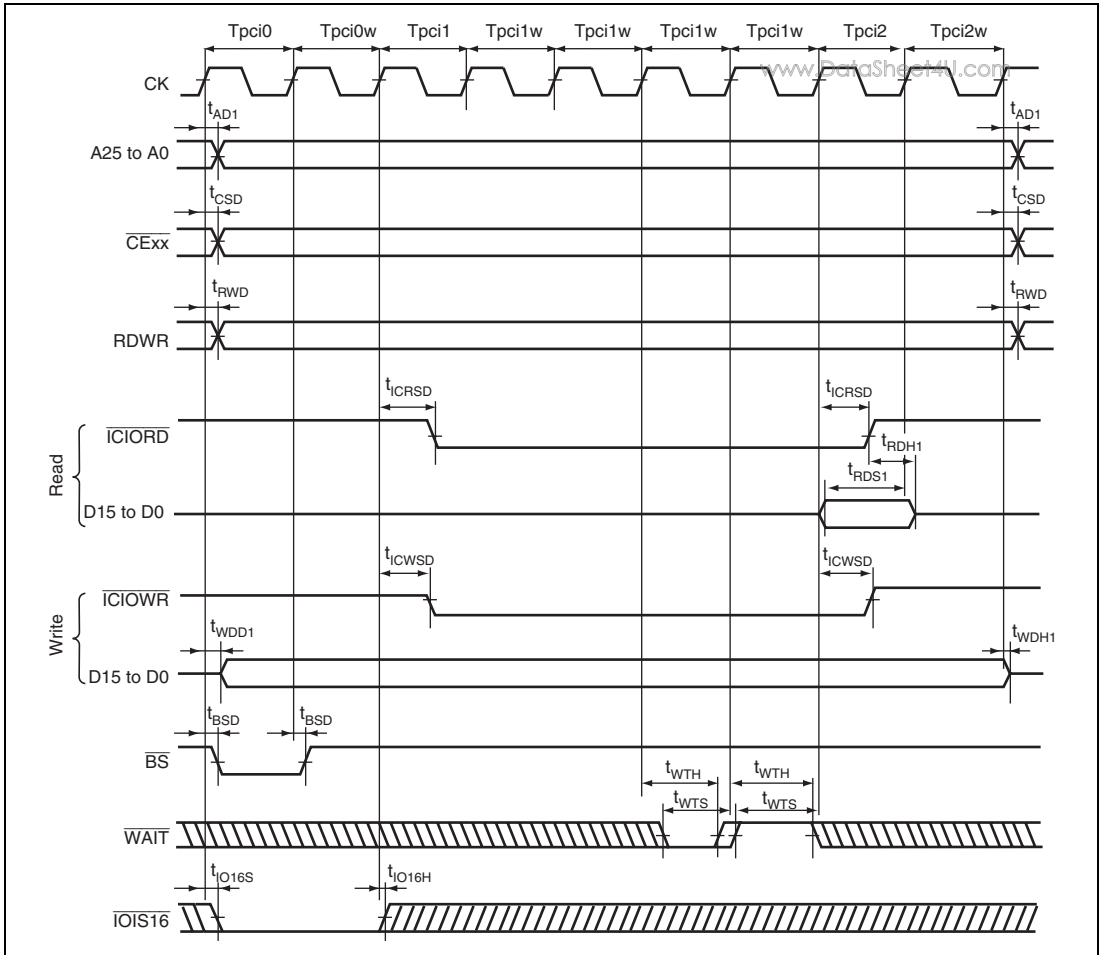 Tpci0 Tpci0w Tpci1 Tpci1w Tpci1w Tpci1w Tpci1w Tpci2 Tpci2w
www.DataSheet4U.com
CK
tAD1 tAD1
A25 to A0
tCSD tCSD
CExx
tRWD tRWD
RDWR
tICRSD tICRSD
Read
ICIORD
tRDH1
tRDS1
D15 to D0
tICWSD tICWSD
Write
ICIOWR
tWDD1 tWDH1
D15 to D0
tBSD tBSD
BS
tWTH tWTH
tWTS tWTS
WAIT
tIO16S tIO16H
IOIS16